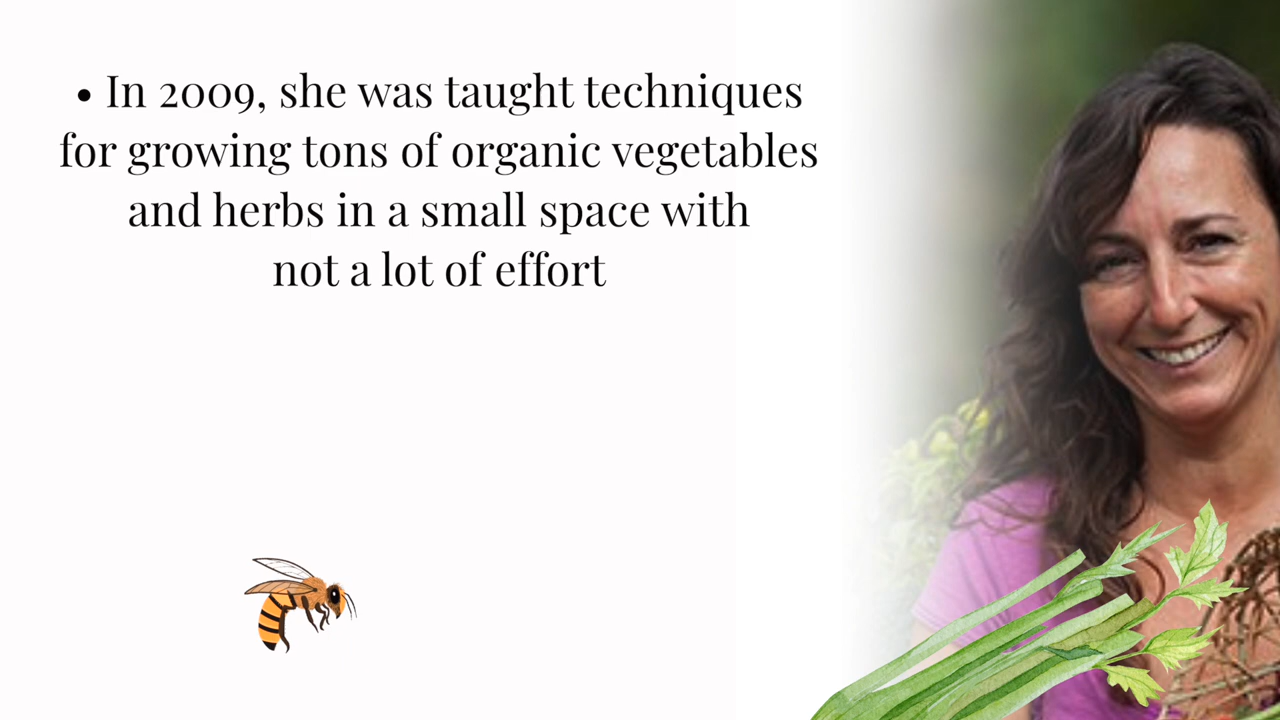 • In 2009, she was taught techniques
for growing tons of organic vegetables
and herbs in a small space with
not a lot of effort